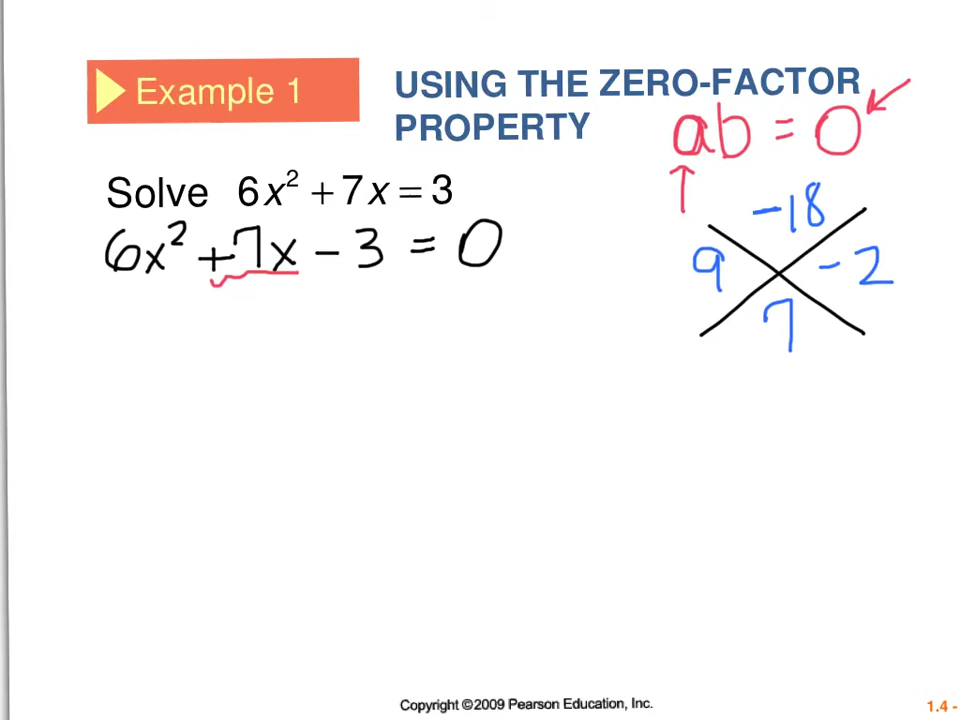 Example 1
USING THE ZERO-FACTOR
PROPERTY
ab = 0
Solve 6x² + 7x = 3
6x² + 7x - 3 = 0
-18
9 -2
7
Copyright ©2009 Pearson Education, Inc.
1.4 -